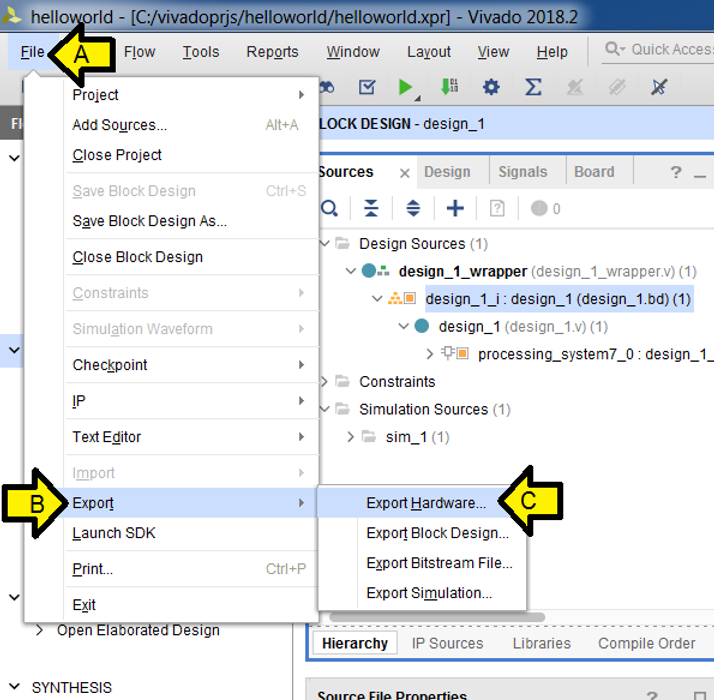 helloworld - [C:/vivadoprjs/helloworld/helloworld.xpr] - Vivado 2018.2
File A Flow Tools Reports Window Layout View Help Quick Acces
Project
Add Sources... Alt+A
Close Project
Save Block Design Ctrl+S
Save Block Design As...
Close Block Design
Constraints
Simulation Waveform
Checkpoint
IP
Text Editor
Import
B Export
Launch SDK
Print... Ctrl+P
Exit
Export Hardware... C
Export Block Design...
Export Bitstream File...
Export Simulation...
LOCK DESIGN - design_1
Sources Design Signals Board ?
0
Design Sources (1)
design_1_wrapper (design_1_wrapper.v) (1)
design_1_i : design_1 (design_1.bd) (1)
design_1 (design_1.v) (1)
processing_system7_0 : design_1_
Constraints
Simulation Sources (1)
sim_1 (1)
Hierarchy IP Sources Libraries Compile Order
Source File Properties ?
Open Elaborated Design
SYNTHESIS